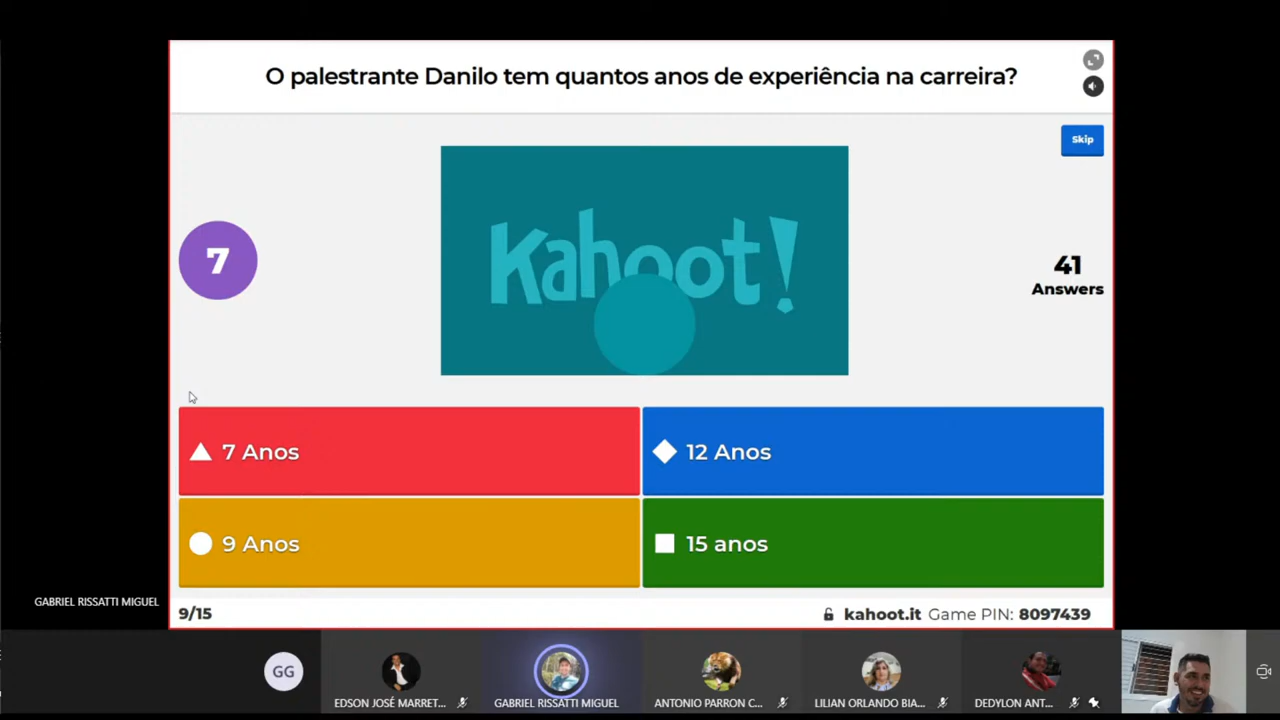 O palestrante Danilo tem quantos anos de experiência na carreira?
Skip
Kahoot!
7
41
Answers
7 Anos
12 Anos
9 Anos
15 anos
GABRIEL RISSATTI MIGUEL
9/15
kahoot.it Game PIN: 8097439
GG
EDSON JOSÉ MARRET...
GABRIEL RISSATTI MIGUEL
ANTONIO PARRON C...
LILIAN ORLANDO BIA...
DEDYLON ANT...